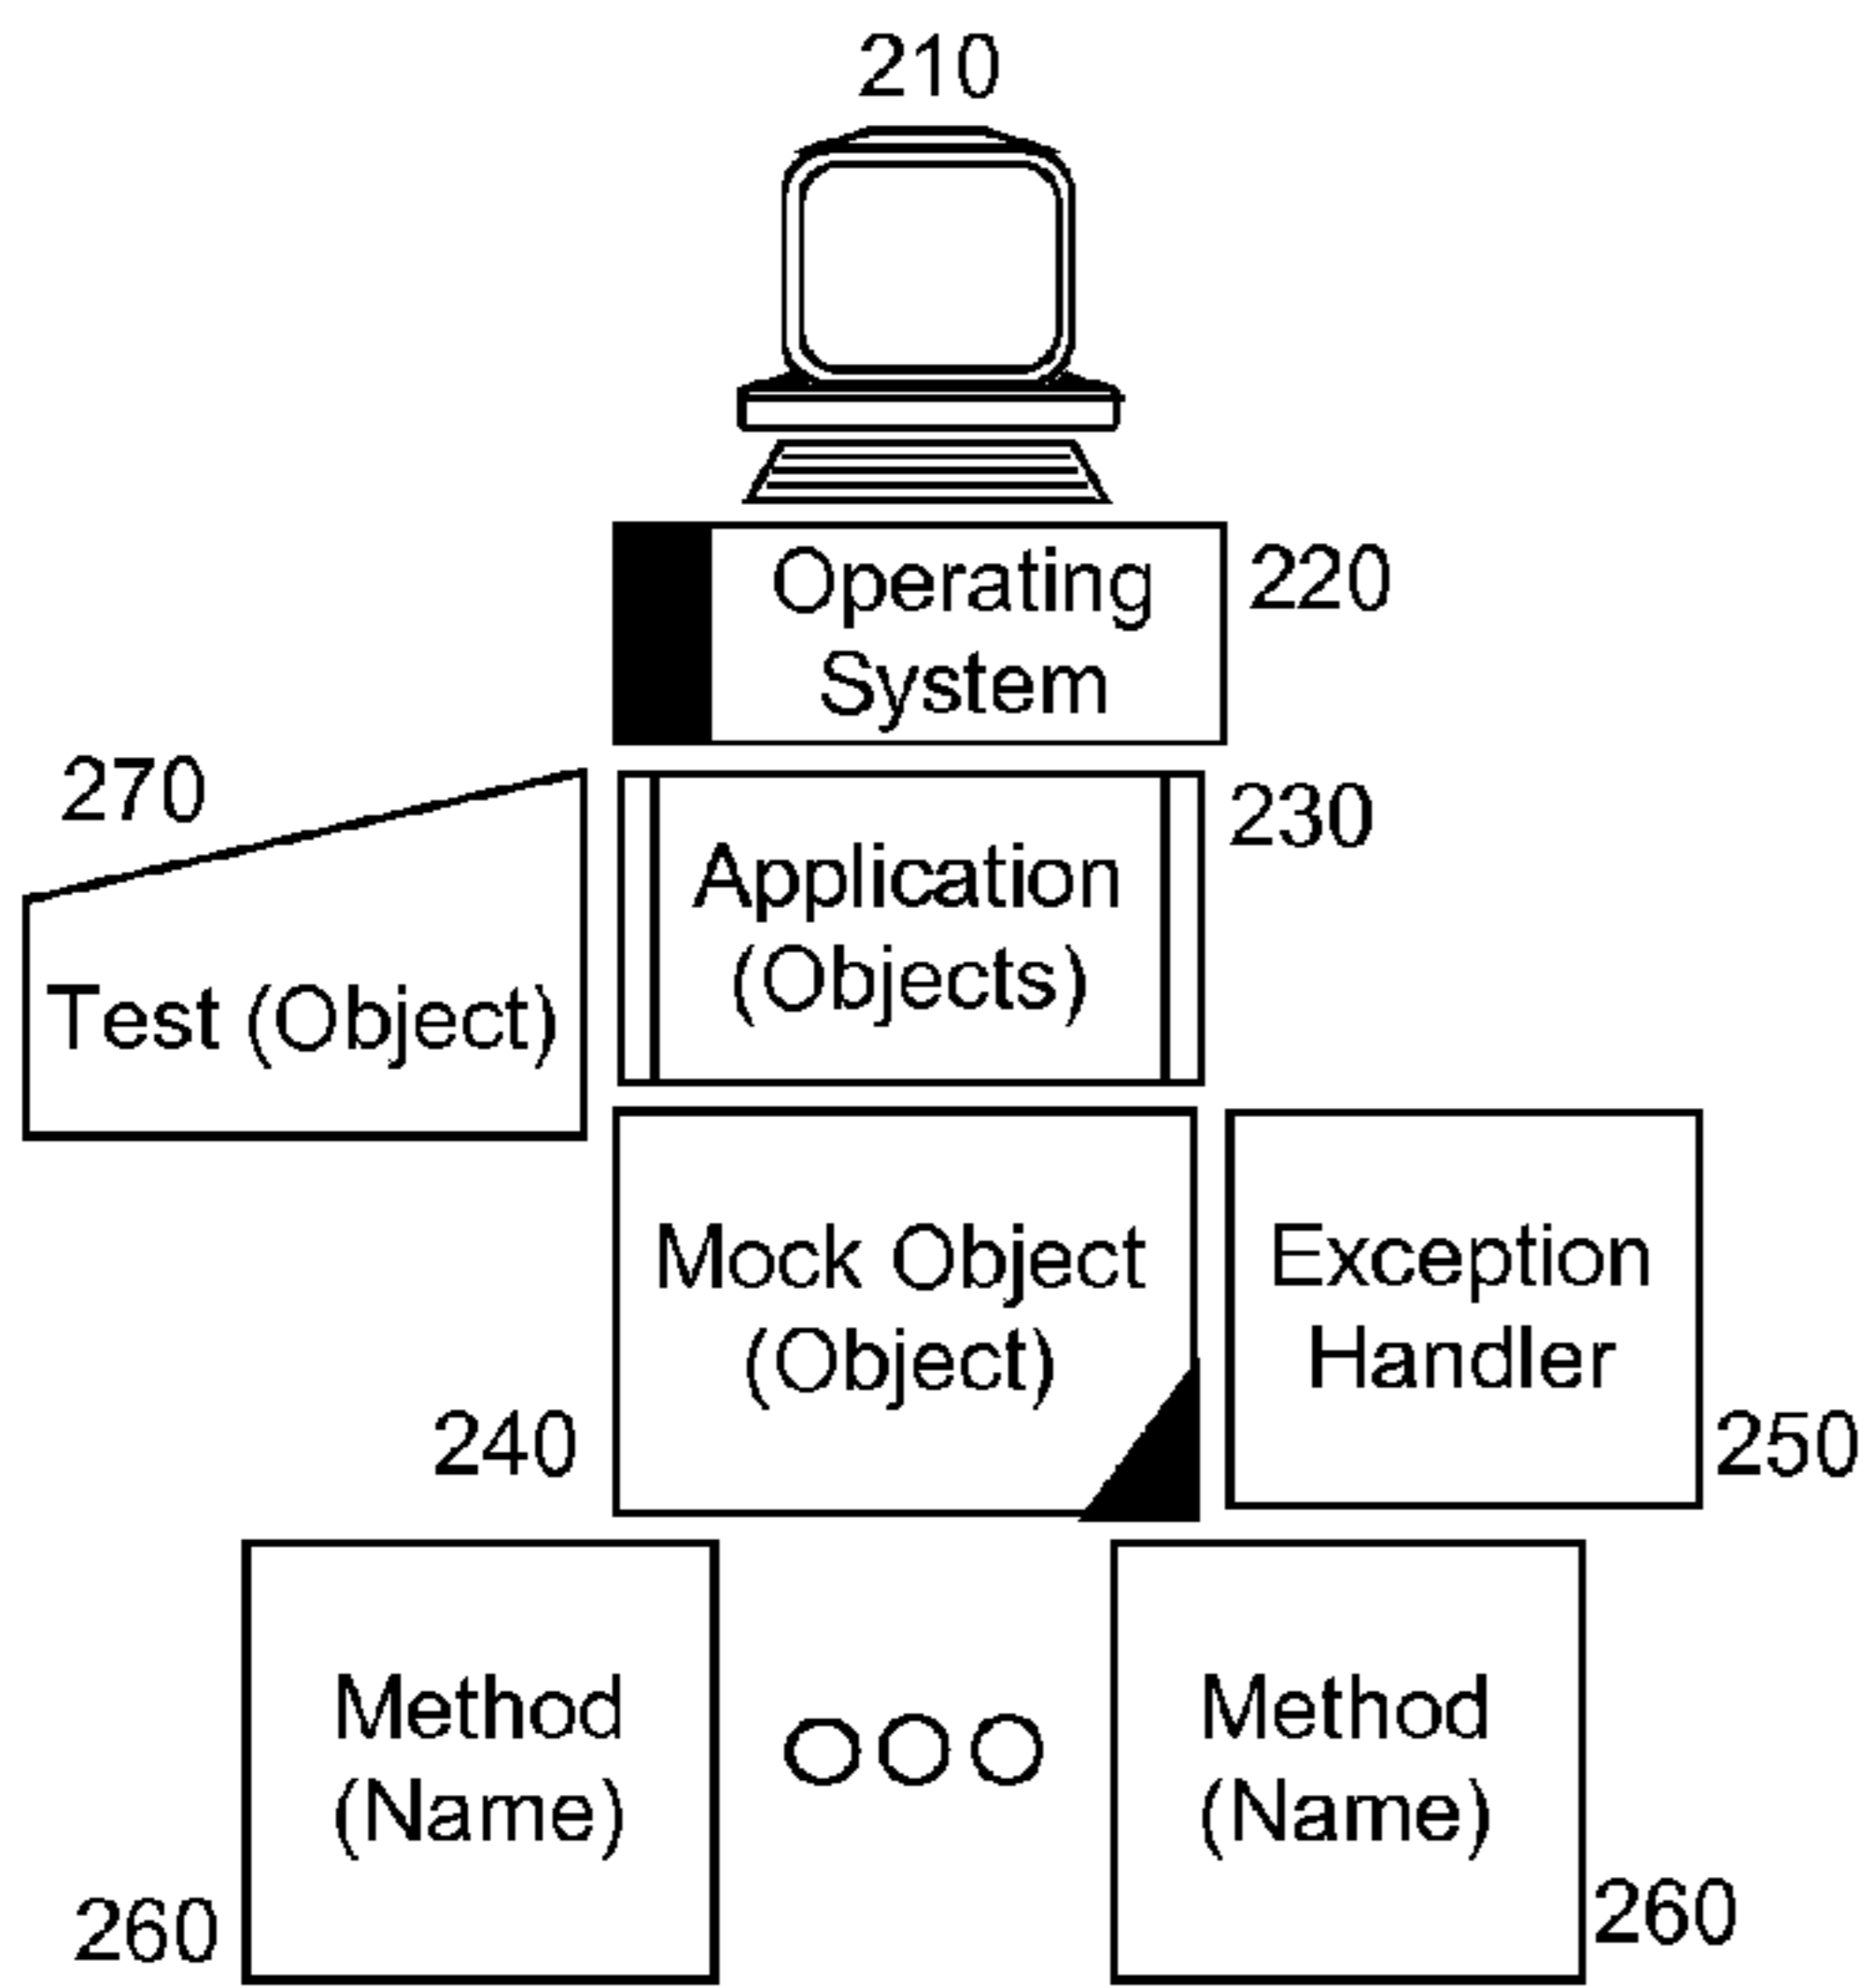 210
Operating
System
220
270
230
Application
(Objects)
Test (Object)
Mock Object
(Object)
Exception
Handler
240
250
Method
(Name)
ooo
Method
(Name)
260
260